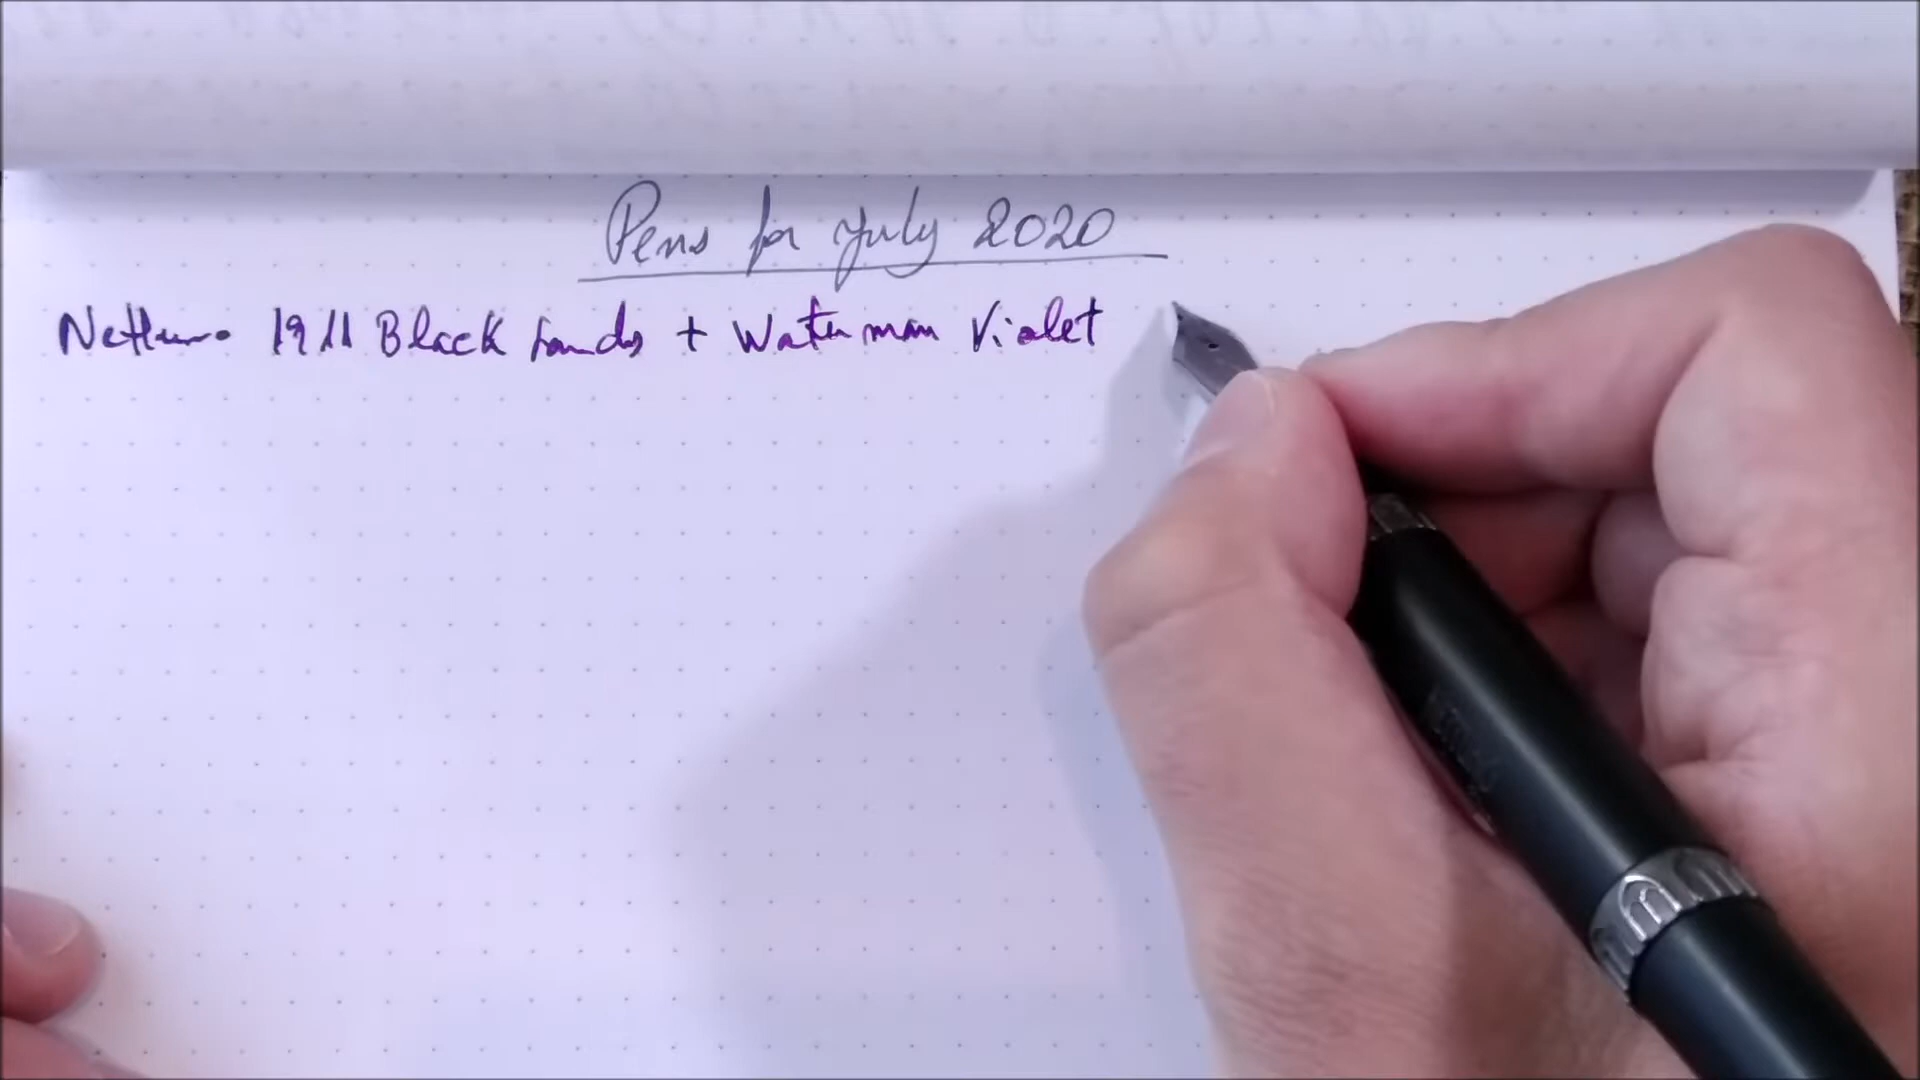 Pens for July 2020
Nettuno 1911 Black Sands + Waterman Violet